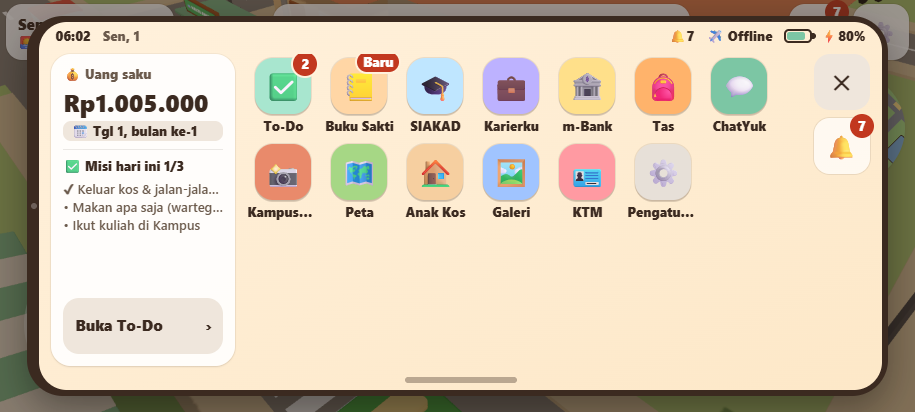 Sen
7
06:02 Sen, 1
7 Offline 80%
Uang saku
Rp1.005.000
Tgl 1, bulan ke-1
Misi hari ini 1/3
✓ Keluar kos & jalan-jala...
• Makan apa saja (warteg...
• Ikut kuliah di Kampus
Buka To-Do ›
2
Baru
To-Do Buku Sakti SIAKAD Karierku m-Bank Tas ChatYuk
Kampus... Peta Anak Kos Galeri KTM Pengatu...
7